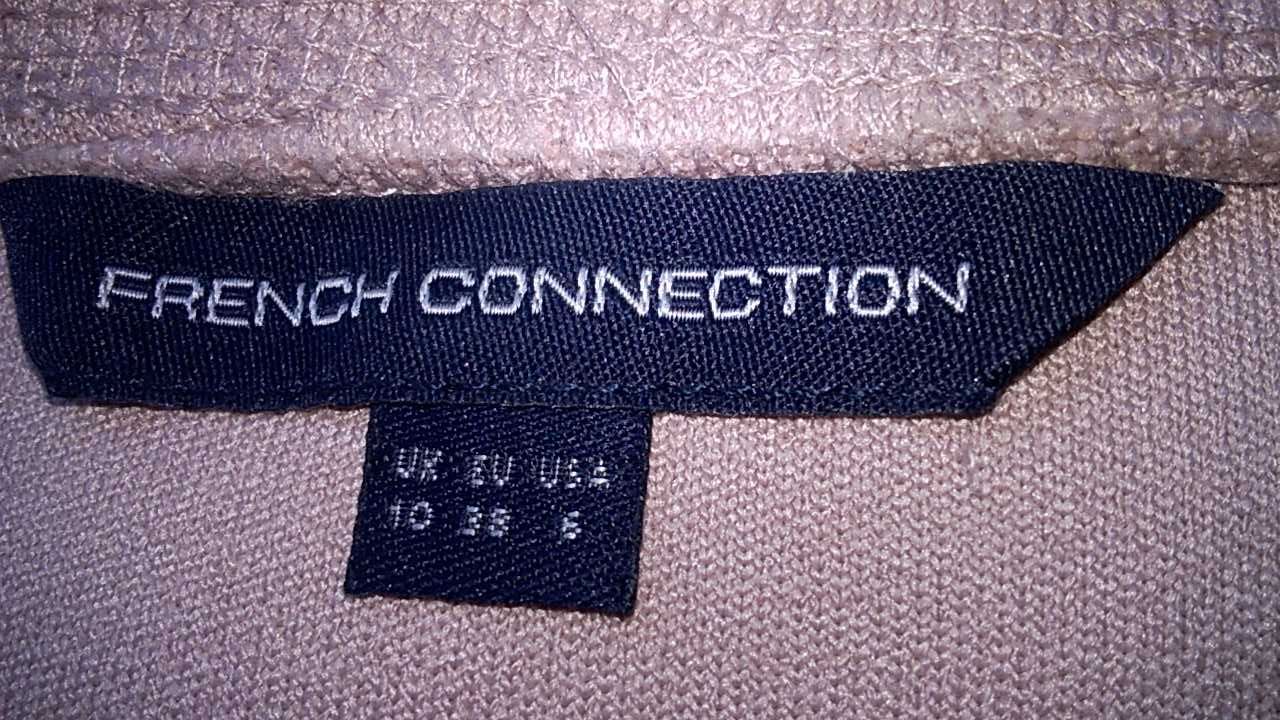 FRENCH CONNECTION
UK EU USA
10 38 6